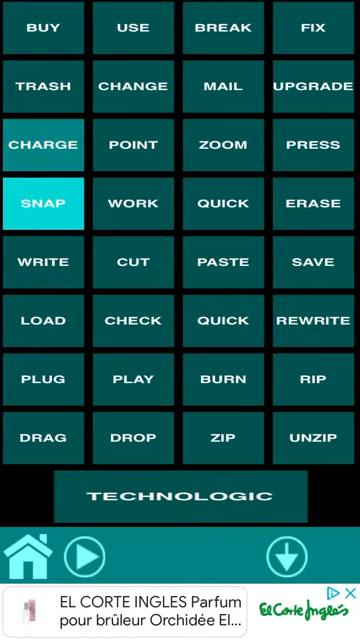 BUY USE BREAK FIX
TRASH CHANGE MAIL UPGRADE
CHARGE POINT ZOOM PRESS
SNAP WORK QUICK ERASE
WRITE CUT PASTE SAVE
LOAD CHECK QUICK REWRITE
PLUG PLAY BURN RIP
DRAG DROP ZIP UNZIP
TECHNOLOGIC
EL CORTE INGLES Parfum
pour brûleur Orchidée El...
El Corte Inglés